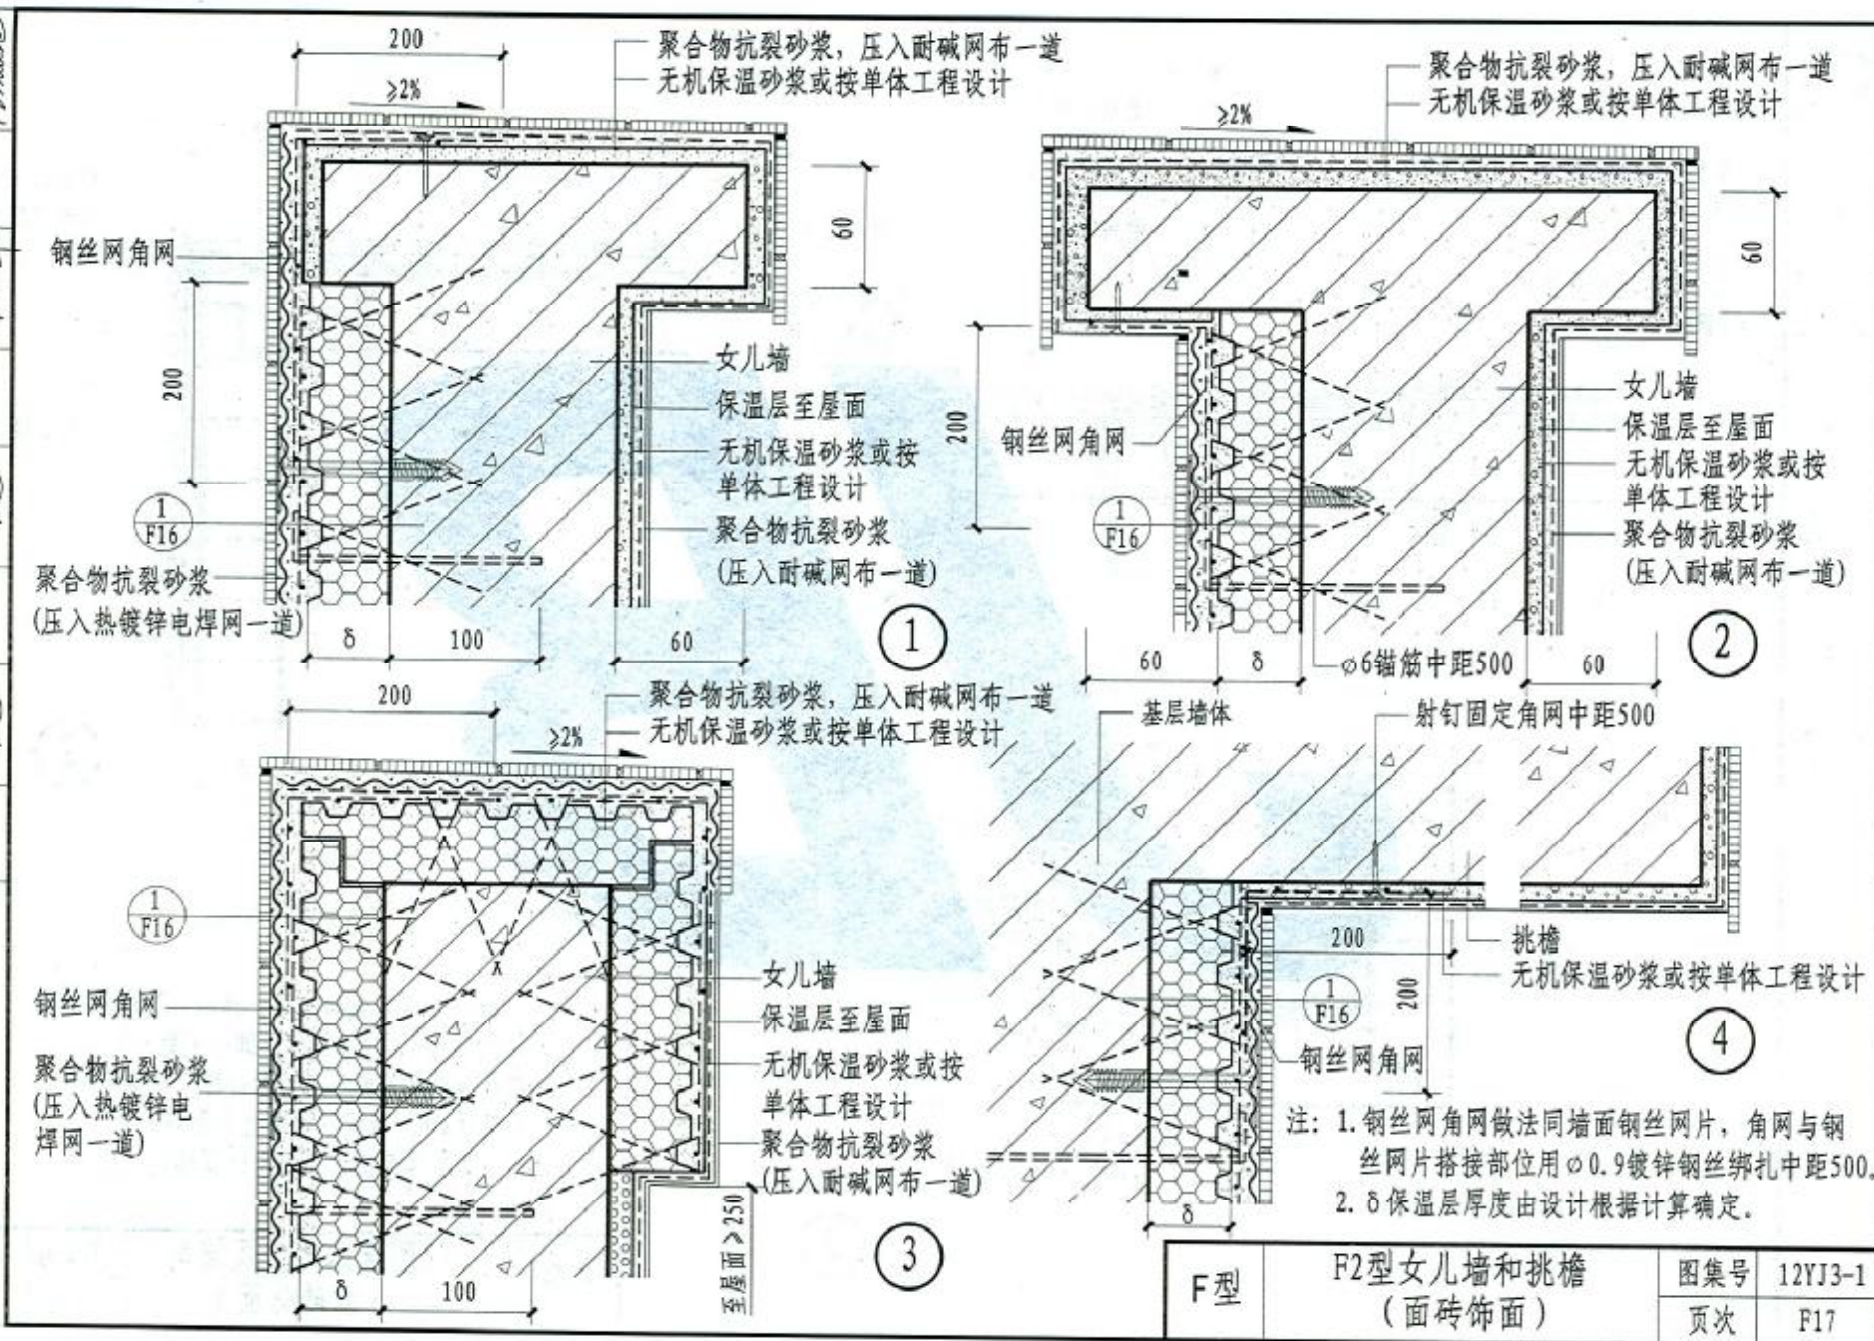 200
≥2%
聚合物抗裂砂浆，压入耐碱网布一道
无机保温砂浆或按单体工程设计
60
钢丝网角网
200
女儿墙
保温层至屋面
无机保温砂浆或按
单体工程设计
聚合物抗裂砂浆
(压入耐碱网布一道)
1
F16
聚合物抗裂砂浆
(压入热镀锌电焊网一道)
δ
100
60
1
聚合物抗裂砂浆，压入耐碱网布一道
无机保温砂浆或按单体工程设计
≥2%
60
200
钢丝网角网
1
F16
女儿墙
保温层至屋面
无机保温砂浆或按
单体工程设计
聚合物抗裂砂浆
(压入耐碱网布一道)
60
δ
φ6锚筋中距500
60
2
200
≥2%
聚合物抗裂砂浆，压入耐碱网布一道
无机保温砂浆或按单体工程设计
1
F16
钢丝网角网
聚合物抗裂砂浆
(压入热镀锌电
焊网一道)
女儿墙
保温层至屋面
无机保温砂浆或按
单体工程设计
聚合物抗裂砂浆
(压入耐碱网布一道)
至屋面≥250
δ
100
3
基层墙体
射钉固定角网中距500
200
200
挑檐
无机保温砂浆或按单体工程设计
1
F16
钢丝网角网
δ
4
注: 1.钢丝网角网做法同墙面钢丝网片，角网与钢
丝网片搭接部位用φ0.9镀锌钢丝绑扎中距500。
2.δ保温层厚度由设计根据计算确定。
F型
F2型女儿墙和挑檐
(面砖饰面)
图集号
12YJ3-1
页次
F17